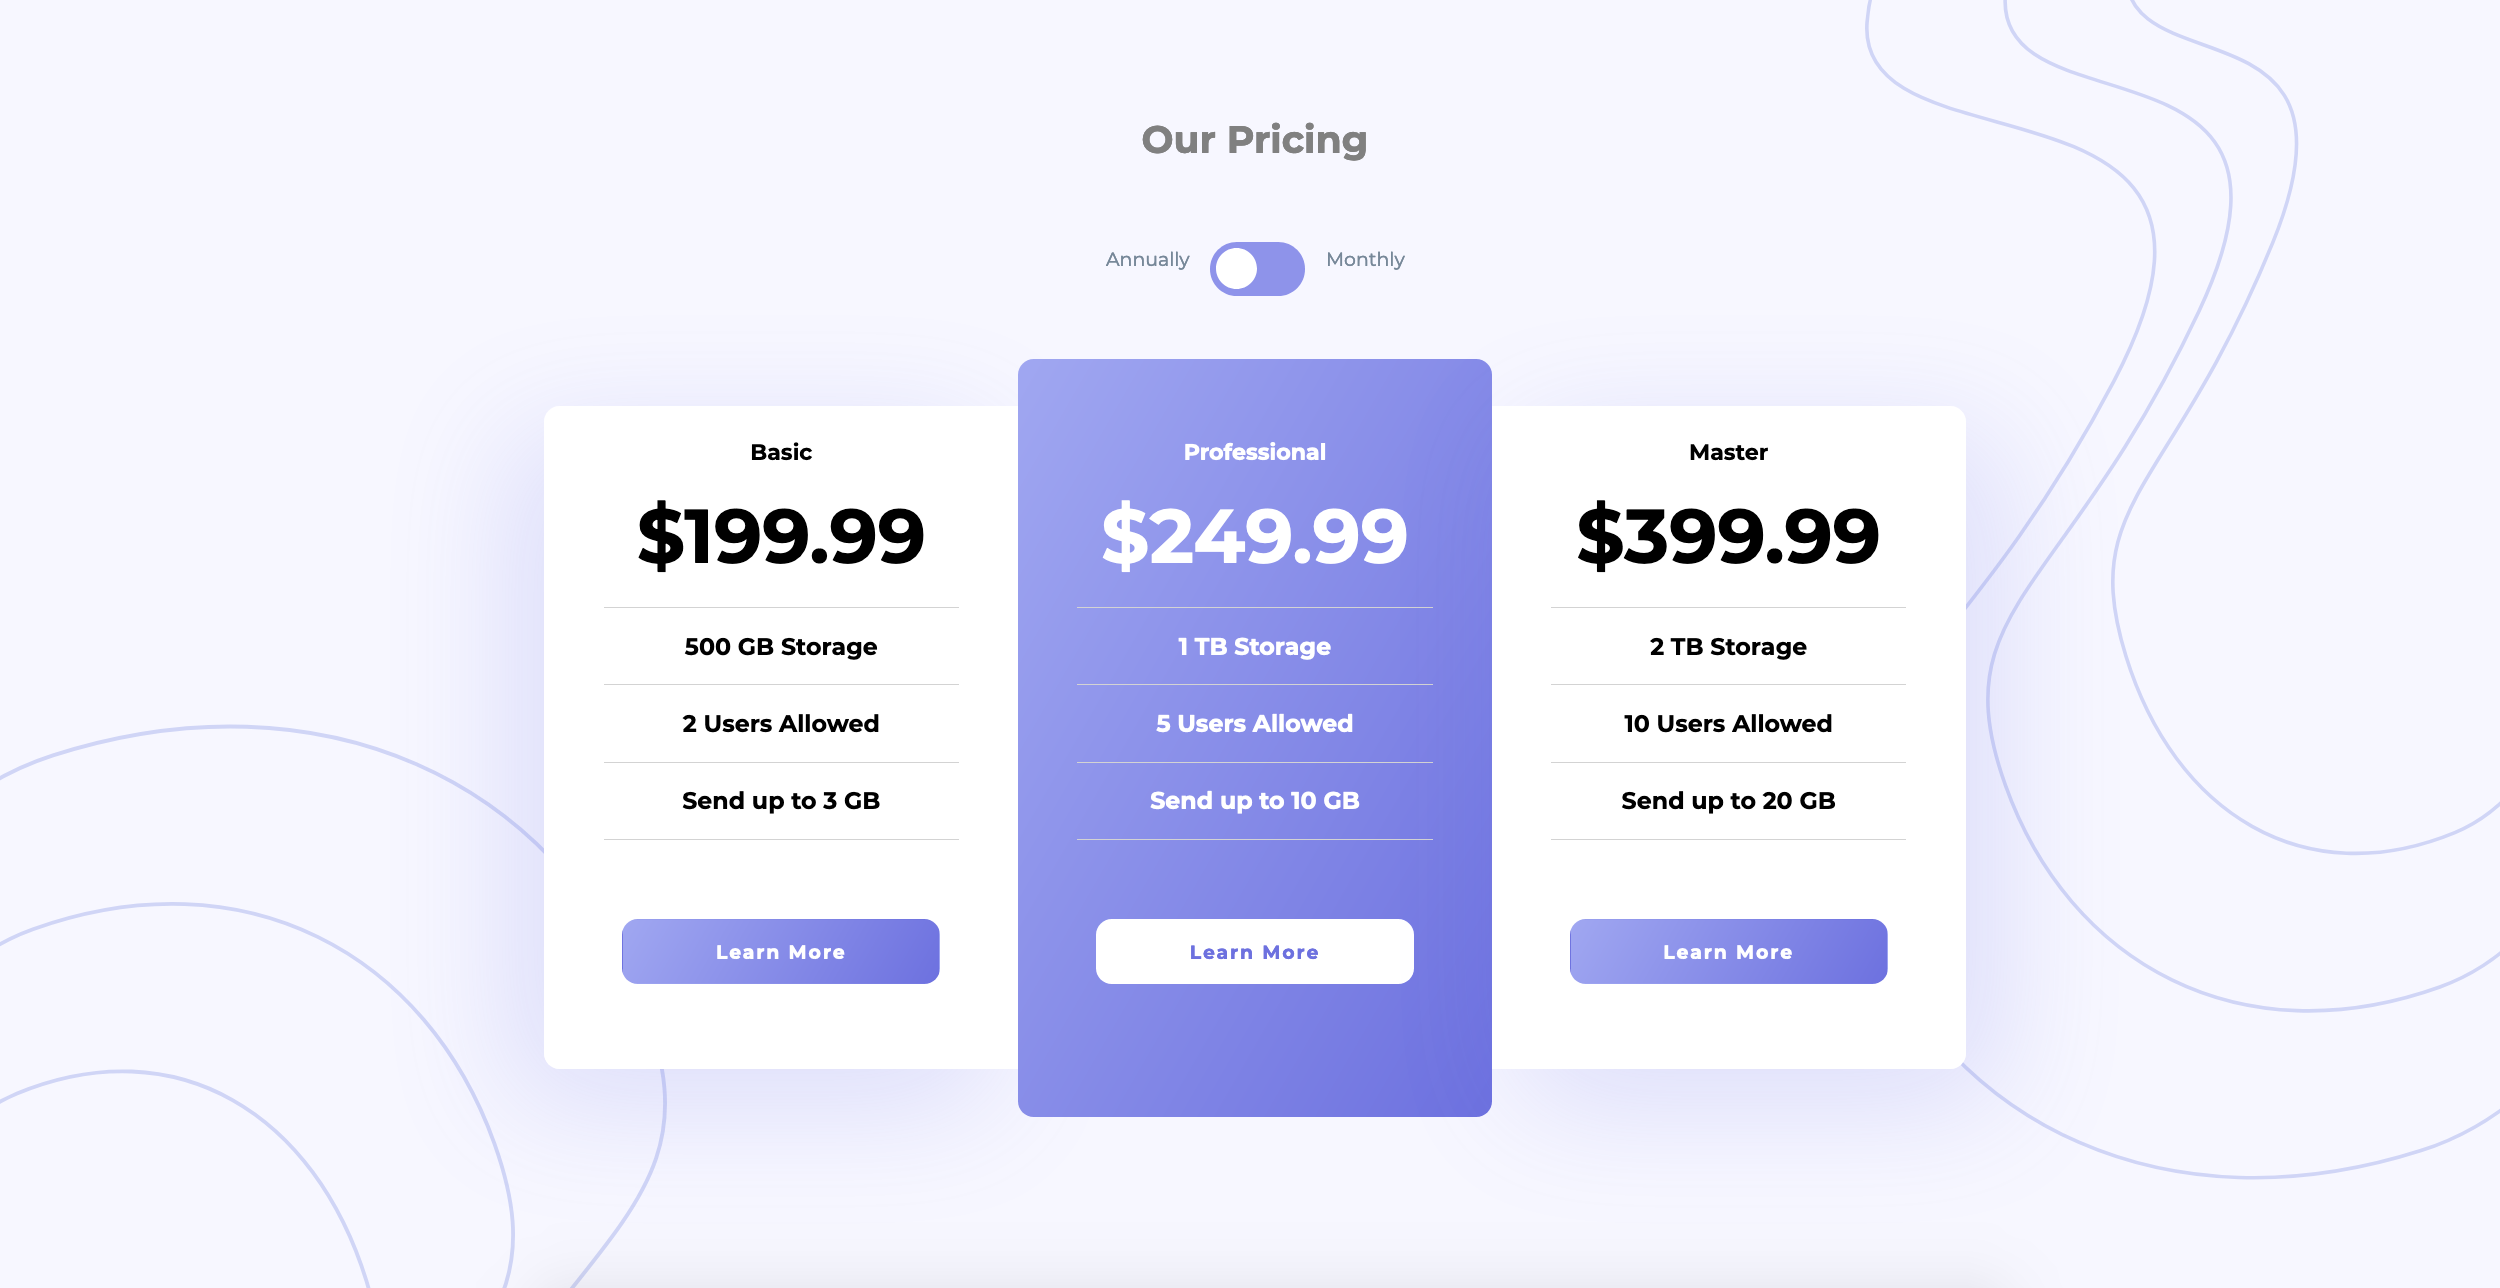 Our Pricing
Annually
Monthly
Basic
$199.99
500 GB Storage
2 Users Allowed
Send up to 3 GB
Learn More
Professional
$249.99
1 TB Storage
5 Users Allowed
Send up to 10 GB
Learn More
Master
$399.99
2 TB Storage
10 Users Allowed
Send up to 20 GB
Learn More